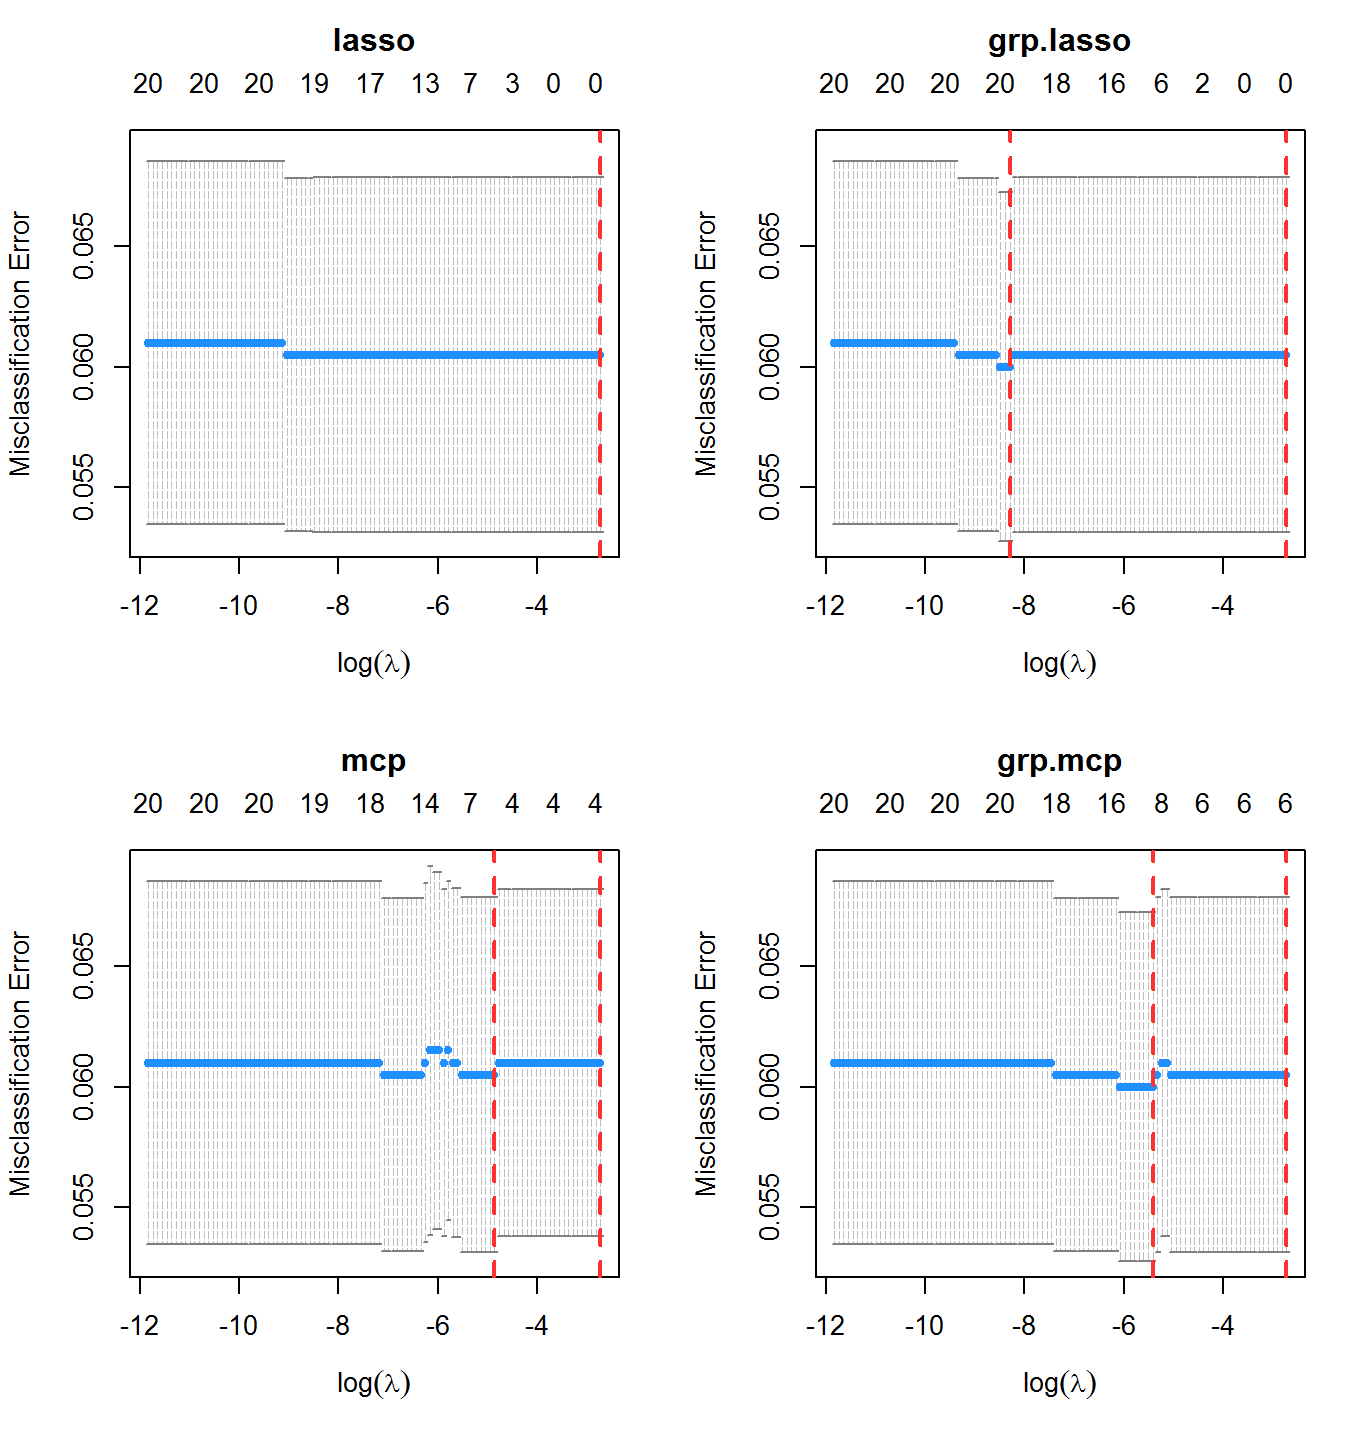 lasso
20 20 20 19 17 13 7 3 0 0
Misclassification Error
0.065
0.060
0.055
-12 -10 -8 -6 -4
log(λ)
grp.lasso
20 20 20 20 18 16 6 2 0 0
Misclassification Error
0.065
0.060
0.055
-12 -10 -8 -6 -4
log(λ)
mcp
20 20 20 19 18 14 7 4 4 4
Misclassification Error
0.065
0.060
0.055
-12 -10 -8 -6 -4
log(λ)
grp.mcp
20 20 20 20 18 16 8 6 6 6
Misclassification Error
0.065
0.060
0.055
-12 -10 -8 -6 -4
log(λ)